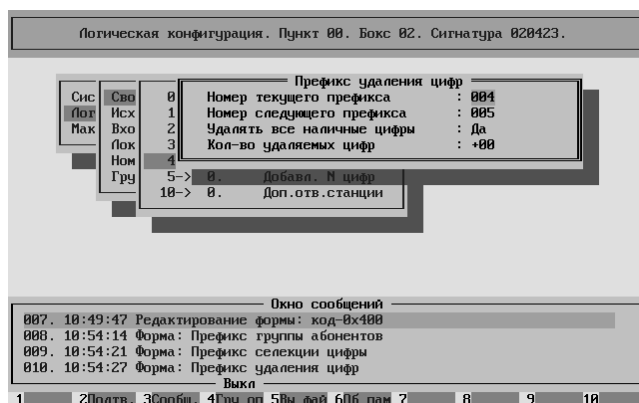 Логическая конфигурация. Пункт 00. Бокс 02. Сигнатура 020423.
Префикс удаления цифр
Сис Сво 0 Номер текущего префикса : 004
Лог Исх 1 Номер следующего префикса : 005
Мак Вхо 2 Удалять все наличные цифры : Да
Лок 3 Кол-во удаляемых цифр : +00
Ном 4
Гру 5-> 0. Добавл. N цифр
10-> 0. Доп.отв.станции
Окно сообщений
007. 10:49:47 Редактирование формы: код-0x400
008. 10:54:14 Форма: Префикс группы абонентов
009. 10:54:21 Форма: Префикс селекции цифры
010. 10:54:27 Форма: Префикс удаления цифр
Выкл
1 2Подтв. 3Сообщ. 4Гру оп 5Вы фай 6Об пам 7 8 9 10